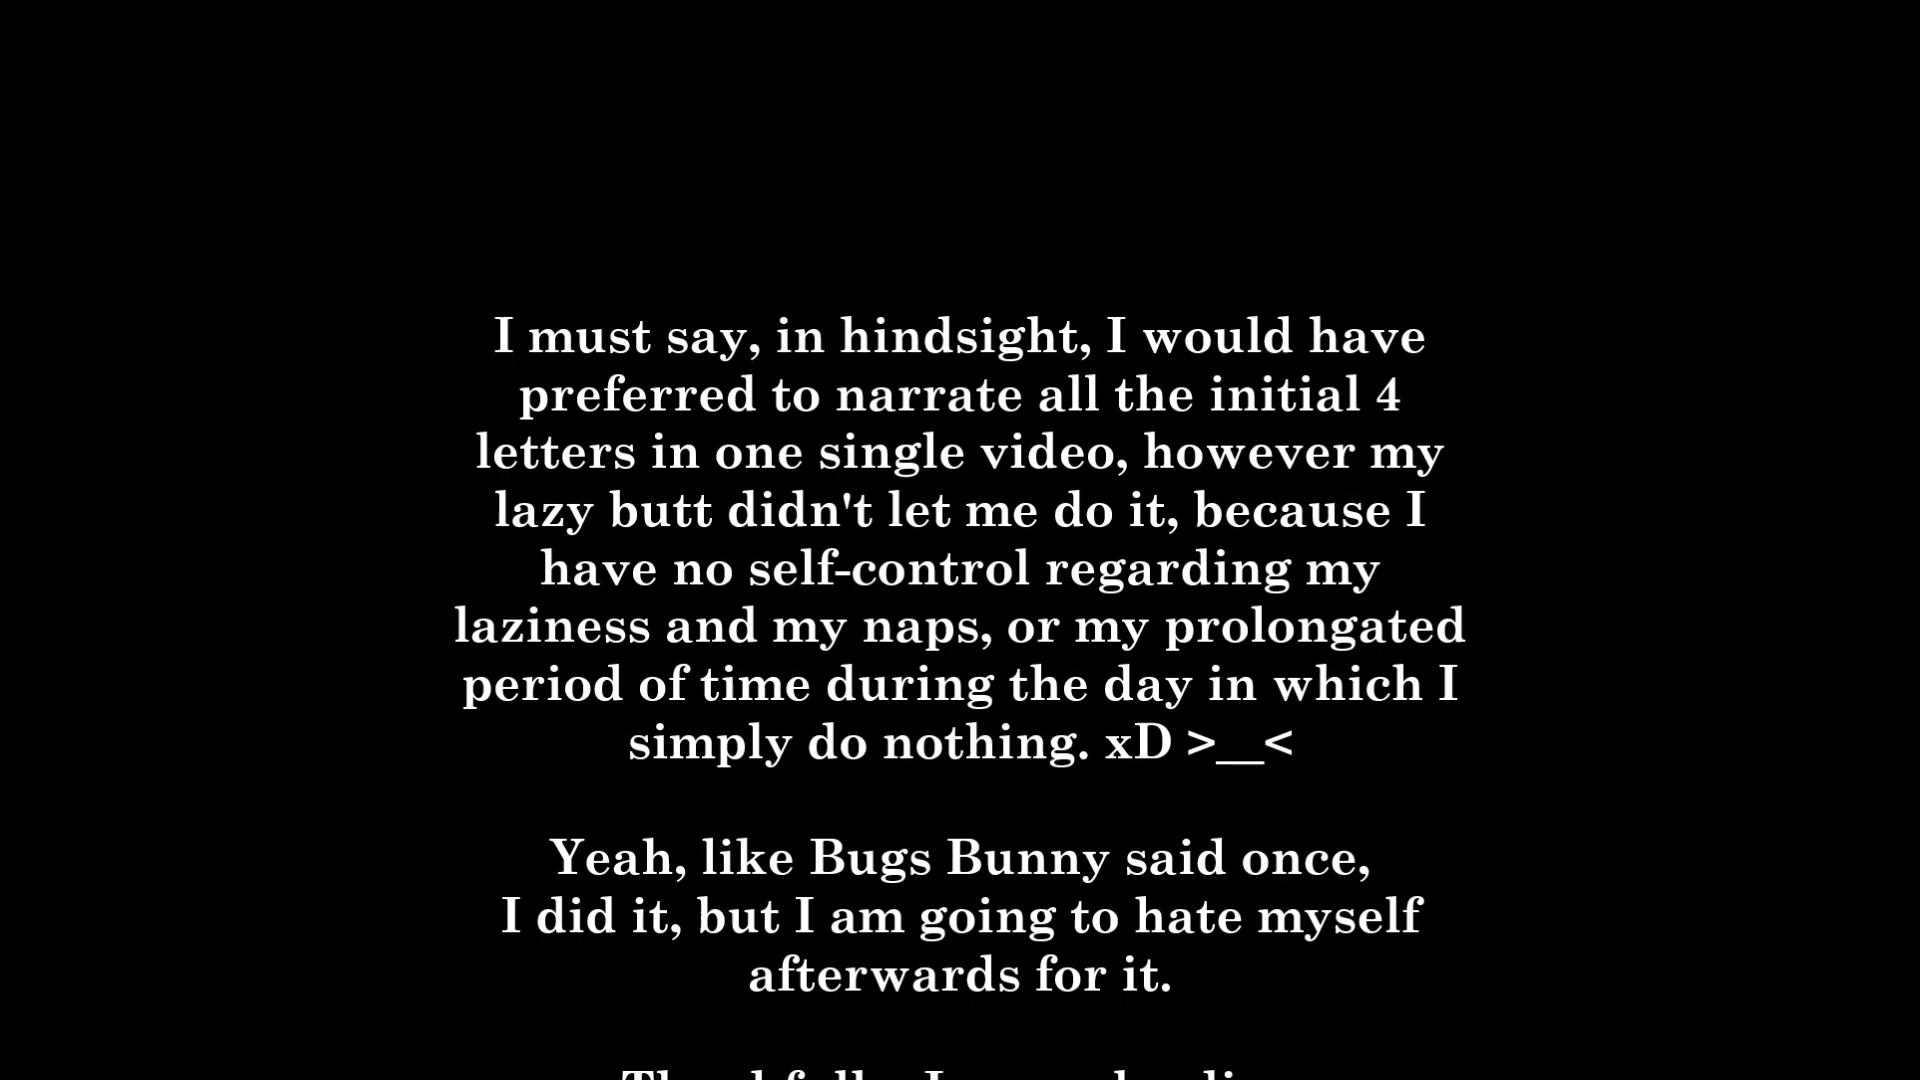 I must say, in hindsight, I would have
preferred to narrate all the initial 4
letters in one single video, however my
lazy butt didn't let me do it, because I
have no self-control regarding my
laziness and my naps, or my prolongated
period of time during the day in which I
simply do nothing. xD >__<
Yeah, like Bugs Bunny said once,
I did it, but I am going to hate myself
afterwards for it.